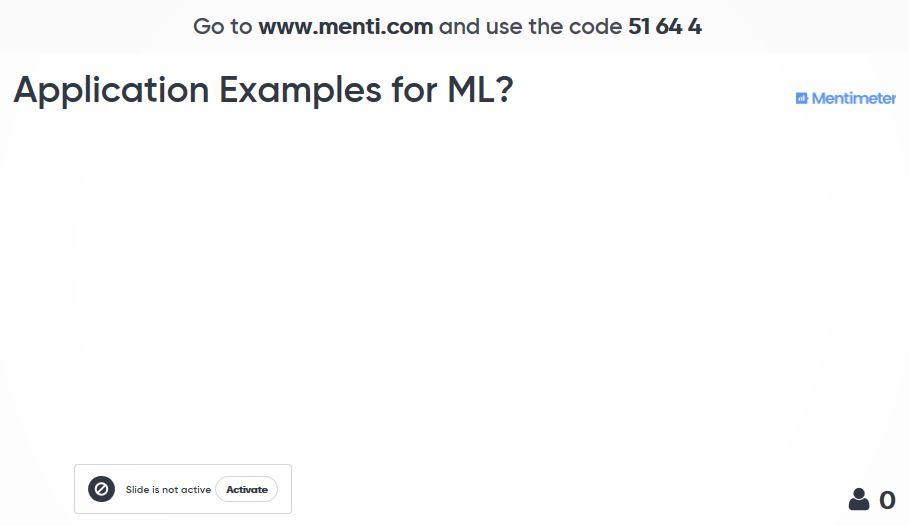 Go to www.menti.com and use the code 51 64 4
Application Examples for ML?
Mentimeter
Slide is not active Activate
0